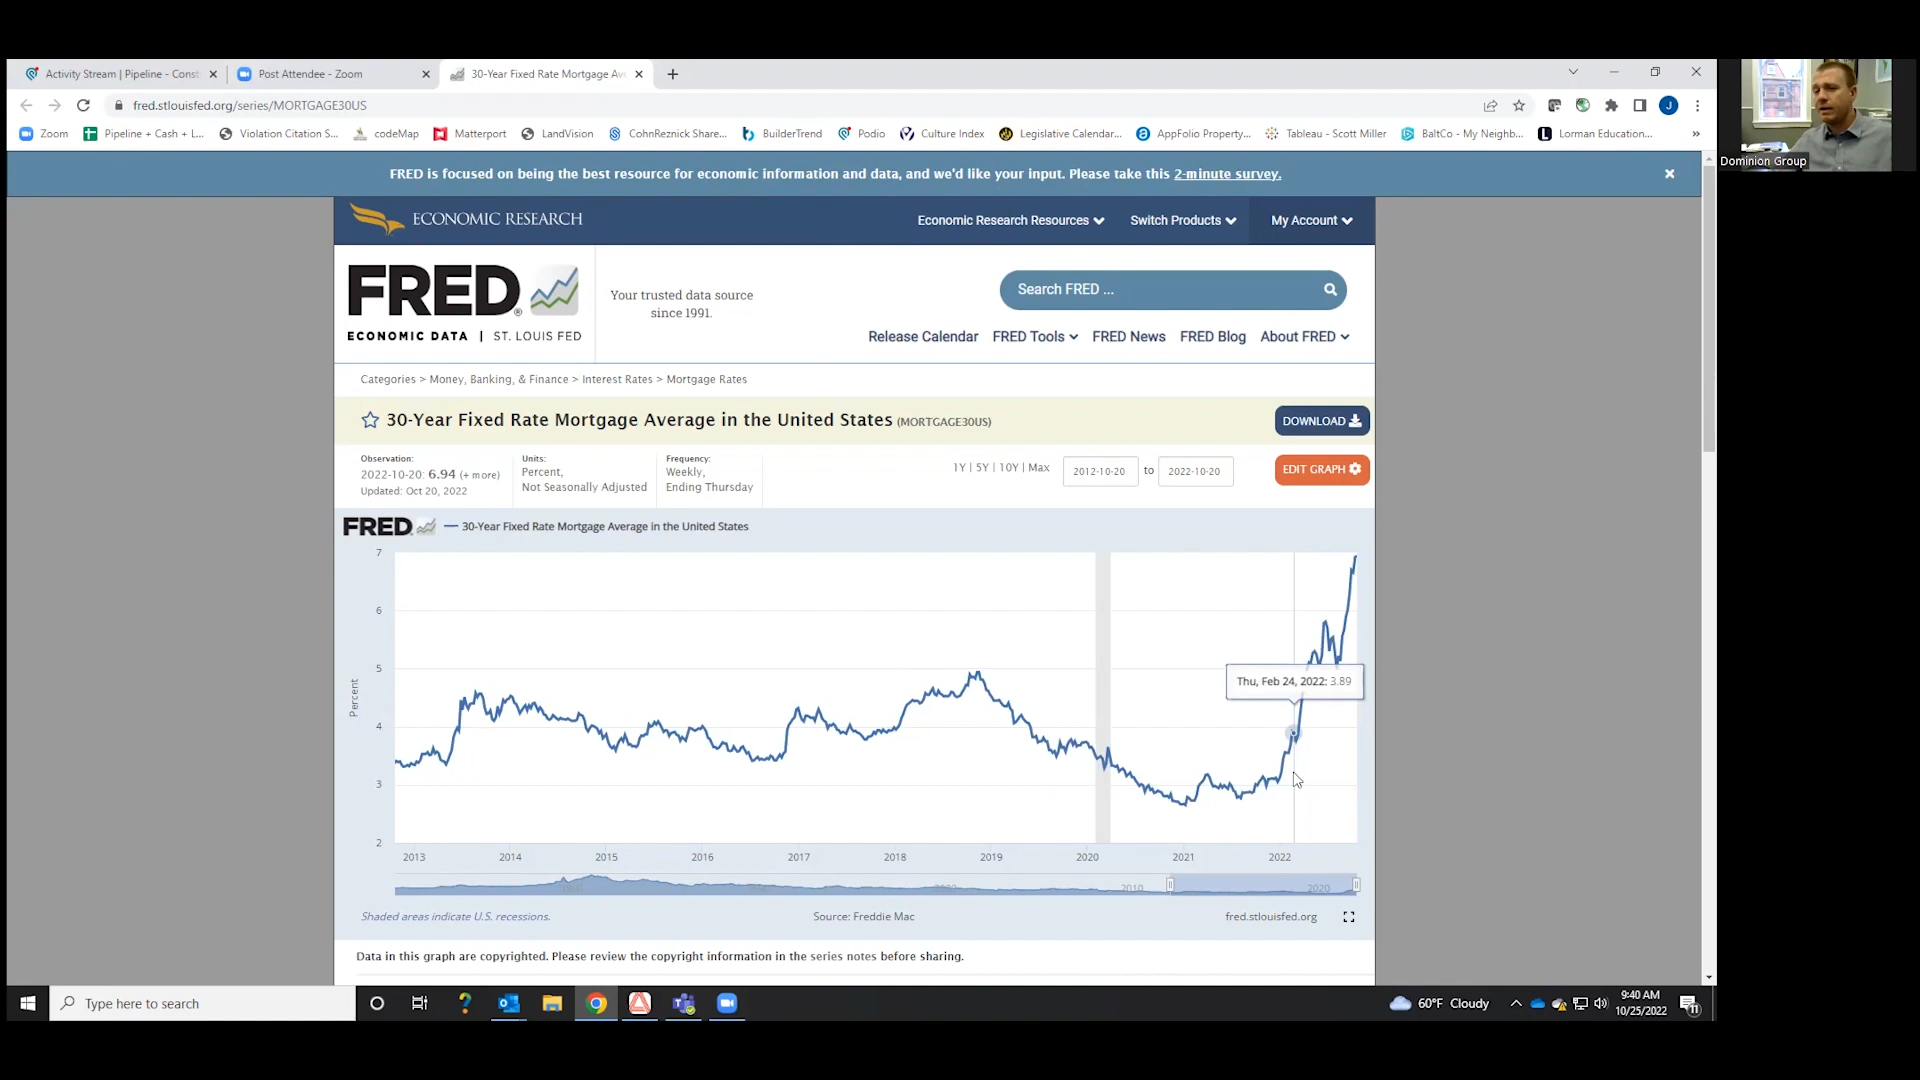 Activity Stream | Pipeline - Const
Post Attendee - Zoom
30-Year Fixed Rate Mortgage Av
fred.stlouisfed.org/series/MORTGAGE30US
J
Zoom
Pipeline + Cash + L...
Violation Citation S...
codeMap
Matterport
LandVision
CohnReznick Share...
BuilderTrend
Podio
Culture Index
Legislative Calendar...
AppFolio Property...
Tableau - Scott Miller
BaltCo - My Neighb...
Lorman Education...
Dominion Group
FRED is focused on being the best resource for economic information and data, and we'd like your input. Please take this 2-minute survey.
ECONOMIC RESEARCH
Economic Research Resources
Switch Products
My Account
FRED®
ECONOMIC DATA | ST. LOUIS FED
Your trusted data source
since 1991.
Search FRED ...
Release Calendar
FRED Tools
FRED News
FRED Blog
About FRED
Categories > Money, Banking, & Finance > Interest Rates > Mortgage Rates
30-Year Fixed Rate Mortgage Average in the United States (MORTGAGE30US)
DOWNLOAD
Observation:
2022-10-20: 6.94 (+ more)
Updated: Oct 20, 2022
Units:
Percent,
Not Seasonally Adjusted
Frequency:
Weekly,
Ending Thursday
1Y | 5Y | 10Y | Max
2012-10-20 to 2022-10-20
EDIT GRAPH
FRED
30-Year Fixed Rate Mortgage Average in the United States
7
6
5
4
3
2
Percent
Thu, Feb 24, 2022: 3.89
2013
2014
2015
2016
2017
2018
2019
2020
2021
2022
2010
2020
Shaded areas indicate U.S. recessions.
Source: Freddie Mac
fred.stlouisfed.org
Data in this graph are copyrighted. Please review the copyright information in the series notes before sharing.
Type here to search
60°F Cloudy
9:40 AM
10/25/2022
11